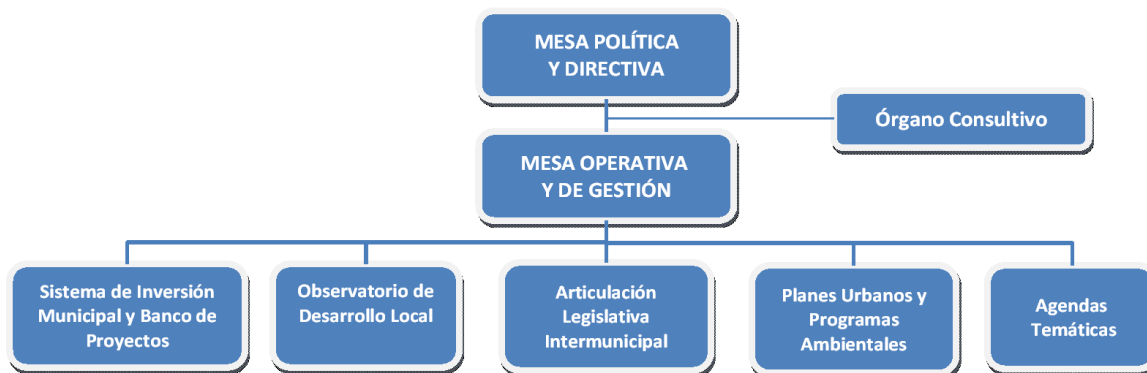 MESA POLÍTICA
Y DIRECTIVA
Órgano Consultivo
MESA OPERATIVA
Y DE GESTIÓN
Sistema de Inversión
Municipal y Banco de
Proyectos
Observatorio de
Desarrollo Local
Articulación
Legislativa
Intermunicipal
Planes Urbanos y
Programas
Ambientales
Agendas
Temáticas